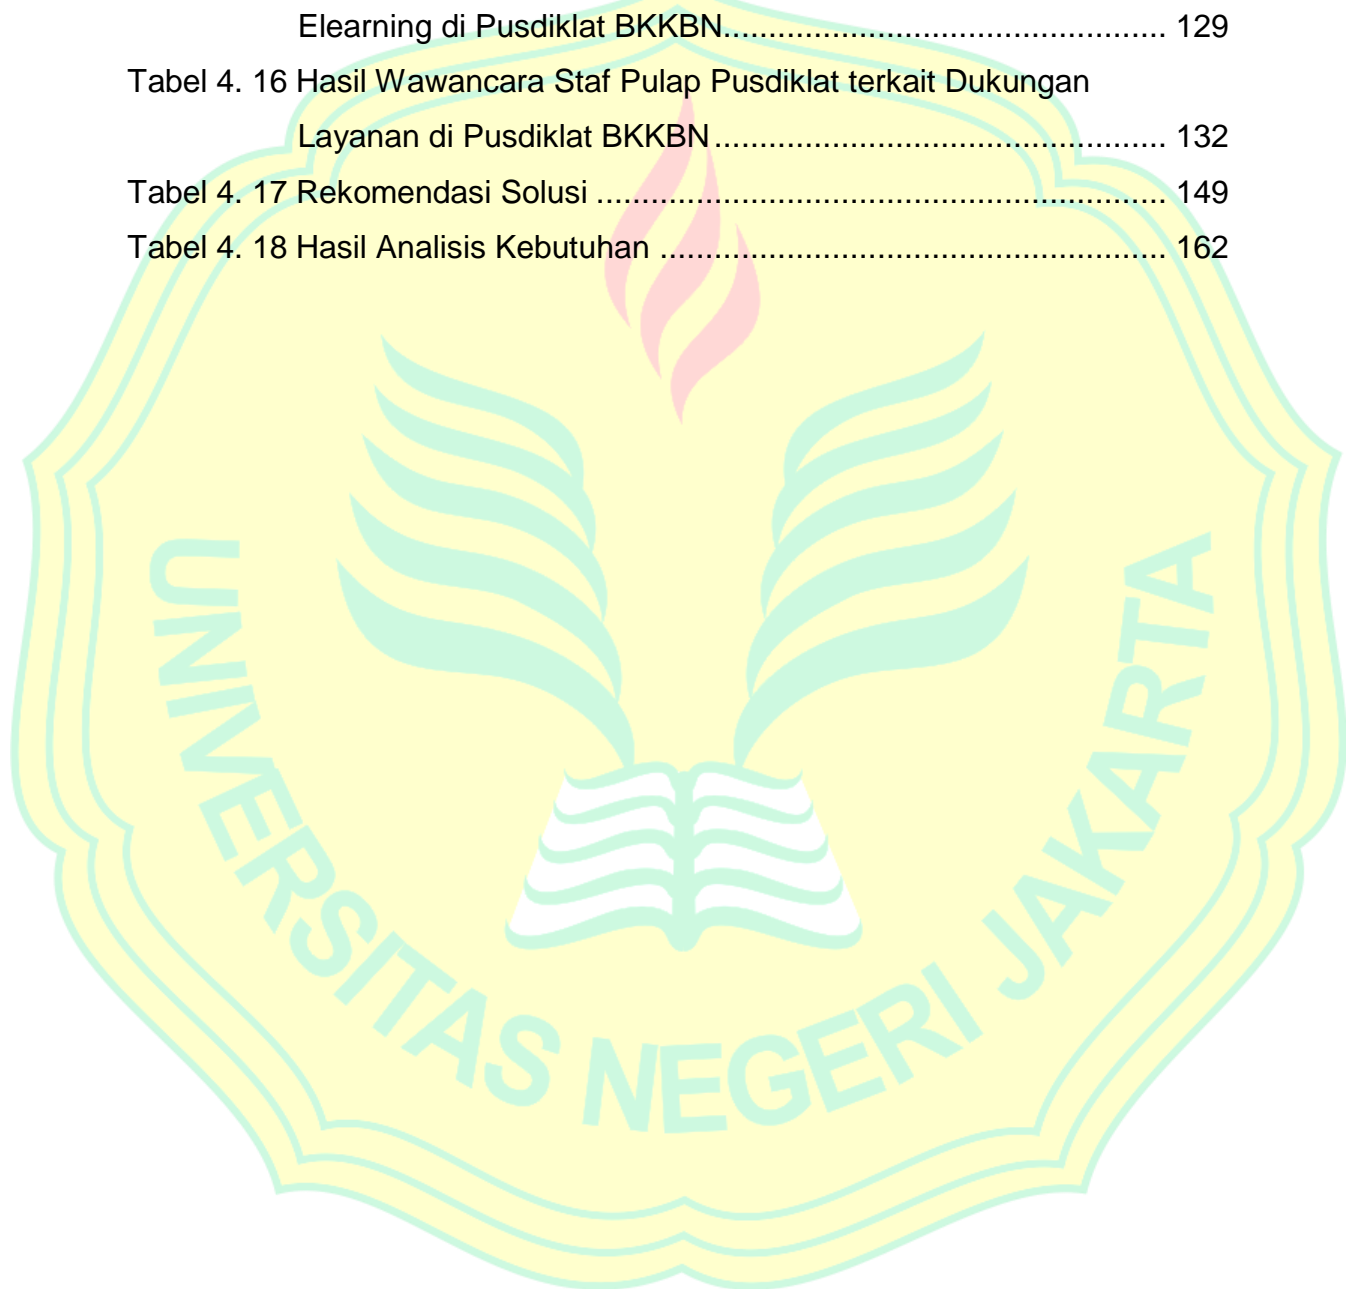 Elearning di Pusdiklat BKKBN................................................ 129
Tabel 4. 16 Hasil Wawancara Staf Pulap Pusdiklat terkait Dukungan
Layanan di Pusdiklat BKKBN................................................. 132
Tabel 4. 17 Rekomendasi Solusi .............................................................. 149
Tabel 4. 18 Hasil Analisis Kebutuhan ....................................................... 162
UNIVERSITAS NEGERI JAKARTA